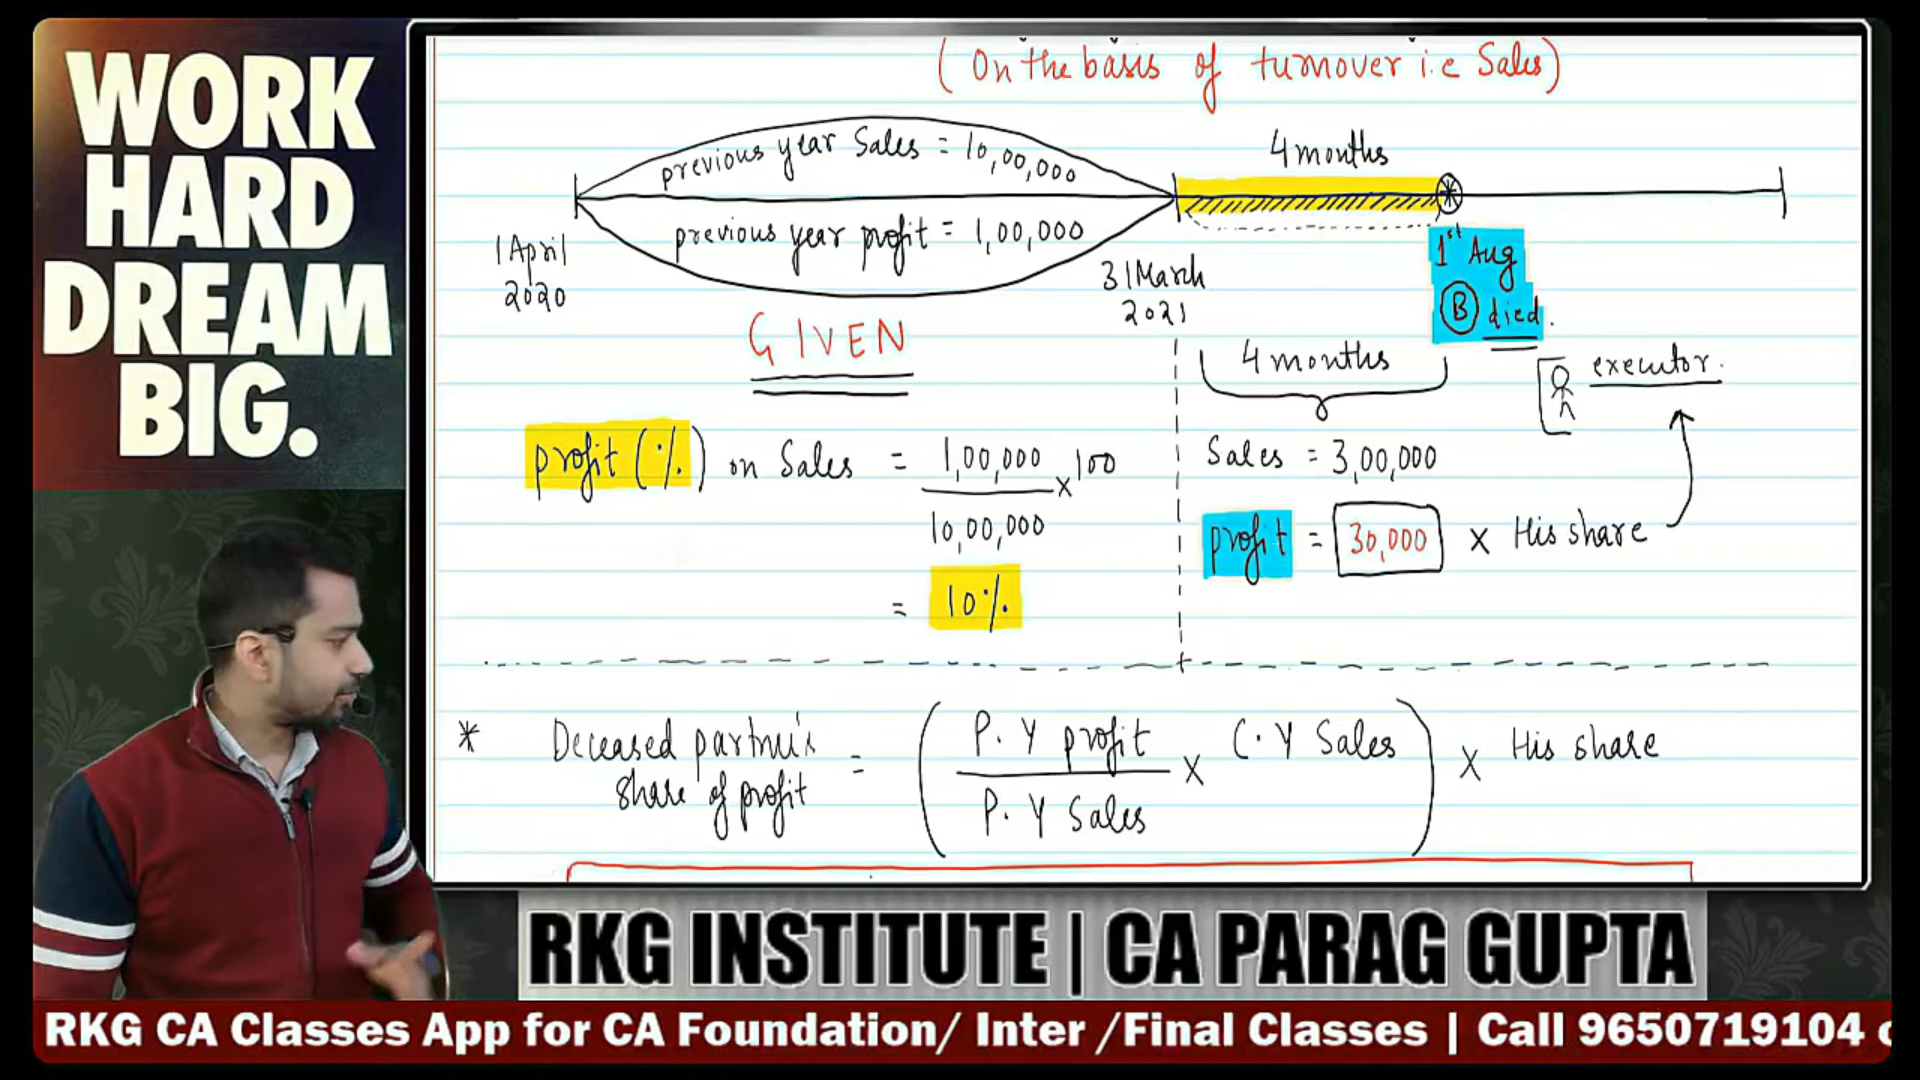 WORK
HARD
DREAM
BIG.
(On the basis of turnover i.e Sales)
previous year Sales = 10,00,000
previous year profit = 1,00,000
1 April
2020
31 March
2021
4 months
1st Aug
B died.
GIVEN
4 months
executor.
profit (%) on Sales = 1,00,000 × 100
10,00,000
= 10%
Sales = 3,00,000
profit = 30,000 × His share
* Deceased partner's
share of profit
= (P.Y profit × C.Y Sales) × His share
P.Y Sales
RKG INSTITUTE | CA PARAG GUPTA
RKG CA Classes App for CA Foundation/ Inter /Final Classes | Call 9650719104